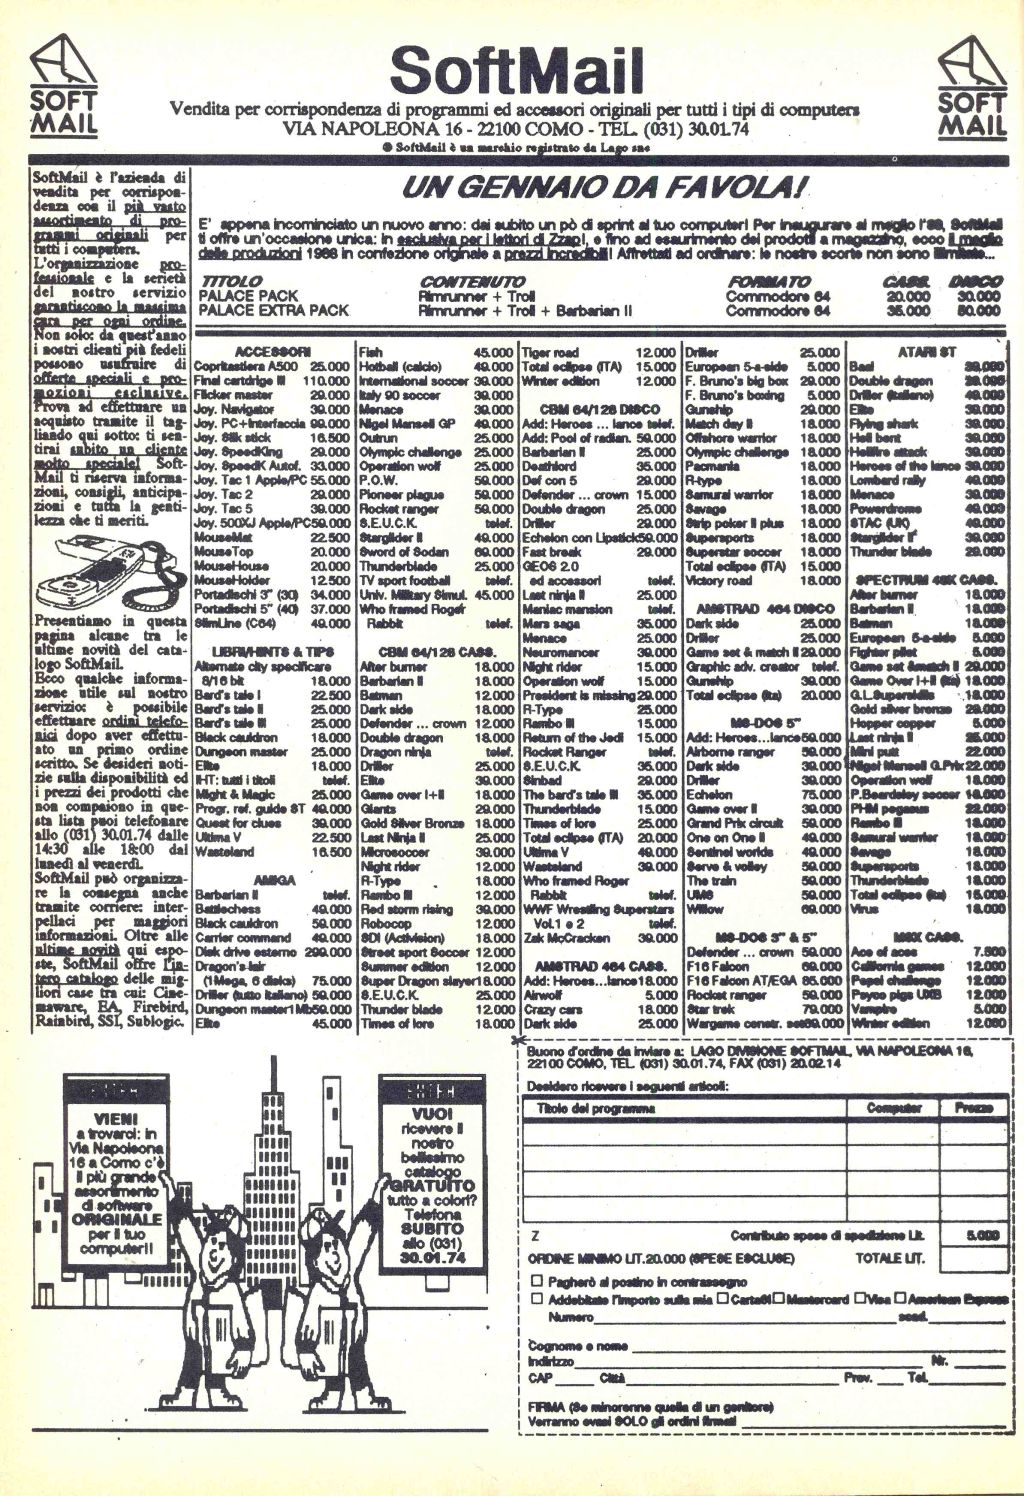 SOFT
MAIL
SoftMail
Vendita per corrispondenza di programmi ed accessori originali per tutti i tipi di computers
VIA NAPOLEONA 16 - 22100 COMO - TEL. (031) 30.01.74
® SoftMail è un marchio registrato da Lago snc
SOFT
MAIL
SoftMail è l'azienda di
vendita per corrispon-
denza con il più vasto
assortimento di pro-
grammi originali per
tutti i computers.
L'organizzazione pro-
fessionale e la serietà
del nostro servizio
garantiscono la massima
cura per ogni ordine.
Non solo: da quest'anno
i nostri clienti più fedeli
possono usufruire di
offerte speciali e pro-
mozioni esclusive.
Prova ad effettuare un
acquisto tramite il tag-
liando qui sotto: ti sen-
tirai subito un cliente
molto speciale! Soft-
Mail ti riserva informa-
zioni, consigli, anticipa-
zioni e tutta la genti-
lezza che ti meriti.
Presentiamo in questa
pagina alcune tra le
ultime novità del cata-
logo SoftMail.
Ecco qualche informa-
zione utile sul nostro
servizio: è possibile
effettuare ordini telefo-
nici dopo aver effettu-
ato un primo ordine
scritto. Se desideri noti-
zie sulla disponibilità ed
i prezzi dei prodotti che
non compaiono in que-
sta lista puoi telefonare
allo (031) 30.01.74 dalle
14:30 alle 18:00 dal
lunedì al venerdì.
SoftMail può organizza-
re la consegna anche
tramite corriere: inter-
pellaci per maggiori
informazioni. Oltre alle
ultime novità qui espo-
ste, SoftMail offre l'in-
tero catalogo delle mig-
liori case tra cui: Cine-
maware, EA, Firebird,
Rainbird, SSI, Sublogic.
UN GENNAIO DA FAVOLA!
E' appena incominciato un nuovo anno: dai subito un pò di sprint al tuo computer! Per inaugurare al meglio l'89, SoftMail
ti offre un'occasione unica: in esclusiva per i lettori di Zzap!, e fino ad esaurimento dei prodotti a magazzino, ecco il meglio
delle produzioni 1988 in confezione originale a prezzi incredibili! Affrettati ad ordinare: le nostre scorte non sono illimitate...
TITOLO CONTENUTO FORMATO CASS. DISCO
PALACE PACK Rimrunner + Troll Commodore 64 20.000 30.000
PALACE EXTRA PACK Rimrunner + Troll + Barbarian II Commodore 64 35.000 50.000
ACCESSORI
Copritastiera A500 25.000
Final cartdrige III 110.000
Flicker master 29.000
Joy. Navigator 39.000
Joy. PC+Interfaccia 99.000
Joy. Slik stick 16.500
Joy. SpeedKing 29.000
Joy. SpeedK Autof. 33.000
Joy. Tac 1 Apple/PC 55.000
Joy. Tac 2 29.000
Joy. Tac 5 39.000
Joy. 500XJ Apple/PC59.000
MouseMat 22.500
MouseTop 20.000
MouseHouse 20.000
MouseHolder 12.500
Portadischi 3" (30) 34.000
Portadischi 5" (40) 37.000
SlimLine (C64) 49.000
LIBRI/HINTS & TIPS
Alternate city specificare
8/16 bit 18.000
Bard's tale I 22.500
Bard's tale II 25.000
Bard's tale III 25.000
Black cauldron 18.000
Dungeon master 25.000
Elite 18.000
IHT: tutti i titoli telef.
Might & Magic 25.000
Progr. ref. guide ST 49.000
Quest for clues 39.000
Ultima V 22.500
Wasteland 16.500
AMIGA
Barbarian II telef.
Battlechess 49.000
Black cauldron 59.000
Carrier command 49.000
Disk drive esterno 299.000
Dragon's lair
(1Mega, 6 disks) 75.000
Driller (tutto italiano) 59.000
Dungeon master1Mb59.000
Elite 45.000
Fish 45.000
Hotball (calcio) 49.000
International soccer 39.000
Italy 90 soccer 39.000
Menace 39.000
Nigel Mansell GP 49.000
Outrun 25.000
Olympic challenge 25.000
Operation wolf 25.000
P.O.W. 59.000
Pioneer plague 59.000
Rocket ranger 59.000
S.E.U.C.K. telef.
Starglider II 49.000
Sword of Sodan 69.000
Thunderblade 25.000
TV sport football telef.
Univ. Military Simul. 45.000
Who framed Roger
Rabbit telef.
CBM 64/128 CASS.
After burner 18.000
Barbarian II 18.000
Batman 12.000
Dark side 18.000
Defender ... crown 12.000
Double dragon 18.000
Dragon ninja telef.
Driller 25.000
Elite 39.000
Game over I+II 18.000
Giants 29.000
Gold Silver Bronze 18.000
Last Ninja II 25.000
Microsoccer 39.000
Night rider 12.000
R-Type 18.000
Rambo III 12.000
Red storm rising 39.000
Robocop 12.000
SDI (Activision) 18.000
Street sport Soccer 12.000
Summer edition 12.000
Super Dragon slayer18.000
S.E.U.C.K. 25.000
Thunder blade 12.000
Times of lore 18.000
Tiger road 12.000
Total eclipse (ITA) 15.000
Winter edition 12.000
CBM 64/128 DISCO
Add: Heroes ... lance telef.
Add: Pool of radian. 59.000
Barbarian II 25.000
Deathlord 35.000
Def con 5 29.000
Defender ... crown 15.000
Double dragon 25.000
Driller 29.000
Echelon con Lipstick59.000
Fast break 29.000
GEOS 2.0
ed accessori telef.
Last ninja II 25.000
Maniac mansion telef.
Mars saga 35.000
Menace 25.000
Neuromancer 39.000
Night rider 15.000
Operation wolf 15.000
President is missing29.000
R-Type 25.000
Rambo III 15.000
Return of the Jedi 15.000
Rocket Ranger telef.
S.E.U.C.K. 35.000
Sinbad 29.000
The bard's tale III 35.000
Thunderblade 15.000
Times of lore 25.000
Total eclipse (ITA) 20.000
Ultima V 49.000
Wasteland 39.000
Who framed Roger
Rabbit telef.
WWF Wrestling Superstars
Vol.1 e 2 telef.
Zak McCracken 39.000
AMSTRAD 464 CASS.
Add: Heroes...lance18.000
Airwolf 5.000
Crazy cars 18.000
Dark side 25.000
Driller 25.000
European 5-a-side 5.000
F. Bruno's big box 29.000
F. Bruno's boxing 5.000
Gunship 29.000
Match day II 18.000
Offshore warrior 18.000
Olympic challenge 18.000
Pacmania 18.000
R-type 18.000
Samurai warrior 18.000
Savage 18.000
Strip poker II plus 18.000
Supersports 18.000
Superstar soccer 18.000
Total eclipse (ITA) 15.000
Victory road 18.000
AMSTRAD 464 DISCO
Dark side 25.000
Driller 25.000
Game set & match II 29.000
Graphic adv. creator telef.
Gunship 39.000
Total eclipse (ita) 20.000
MS-DOS 5"
Add: Heroes...lance59.000
Airborne ranger 59.000
Dark side 39.000
Driller 39.000
Echelon 75.000
Game over II 39.000
Grand Prix circuit 59.000
One on One II 49.000
Sentinel worlds 49.000
Serve & volley 59.000
The train 59.000
UMS 59.000
Willow 69.000
MS-DOS 3" & 5"
Defender ... crown 59.000
F16 Falcon 69.000
F16 Falcon AT/EGA 85.000
Rocket ranger 59.000
Star trek 79.000
Wargame constr. set69.000
ATARI ST
Baal 39.000
Double dragon 29.095
Driller (italiano) 49.000
Elite 39.000
Flying shark 39.000
Hell bent 39.000
Hellfire attack 39.000
Heroes of the lance 39.000
Lombard rally 49.000
Menace 39.000
Powerdrome 49.000
STAC (UK) 49.000
Starglider II 39.000
Thunder blade 29.000
SPECTRUM 48K CASS.
After burner 18.000
Barbarian II 18.000
Batman 18.000
European 5-a-side 5.000
Fighter pilot 5.000
Game set &match II 29.000
Game Over I+II (ita) 18.000
G.L.Superskills 18.000
Gold silver bronze 29.000
Hopper copper 5.000
Last ninja II 25.000
Mini putt 22.000
Nigel Mansell G.Prix22.000
Operation wolf 18.000
P.Beardsley soccer 18.000
PHM pegasus 22.000
Rambo III 18.000
Samurai warrior 18.000
Savage 18.000
Supersports 18.000
Thunderblade 18.000
Total eclipse (ita) 15.000
Virus 18.000
MSX CASS.
Ace of aces 7.500
California games 12.000
Pepsi challenge 12.000
Psyco pigs UXB 12.000
Vampire 5.000
Winter edition 12.000
VIENI
a trovarci: in
Via Napoleona
16 a Como c'è
il più grande
assortimento
di software
ORIGINALE
per il tuo
computer!!
VUOI
ricevere il
nostro
bellissimo
catalogo
GRATUITO
tutto a colori?
Telefona
SUBITO
allo (031)
30.01.74
Buono d'ordine da inviare a: LAGO DIVISIONE SOFTMAIL, VIA NAPOLEONA 16,
22100 COMO, TEL. (031) 30.01.74, FAX (031) 20.02.14
Desidero ricevere i seguenti articoli:
Titolo del programma Computer Prezzo
Z Contributo spese di spedizione Lit. 5.000
ORDINE MINIMO LIT.20.000 (SPESE ESCLUSE) TOTALE LIT.
Pagherò al postino in contrassegno
Addebitate l'importo sulla mia CartaSì Mastercard Visa American Express
Numero scad.
Cognome e nome
Indirizzo Nr.
CAP Città Prov. Tel.
FIRMA (Se minorenne quella di un genitore)
Verranno evasi SOLO gli ordini firmati